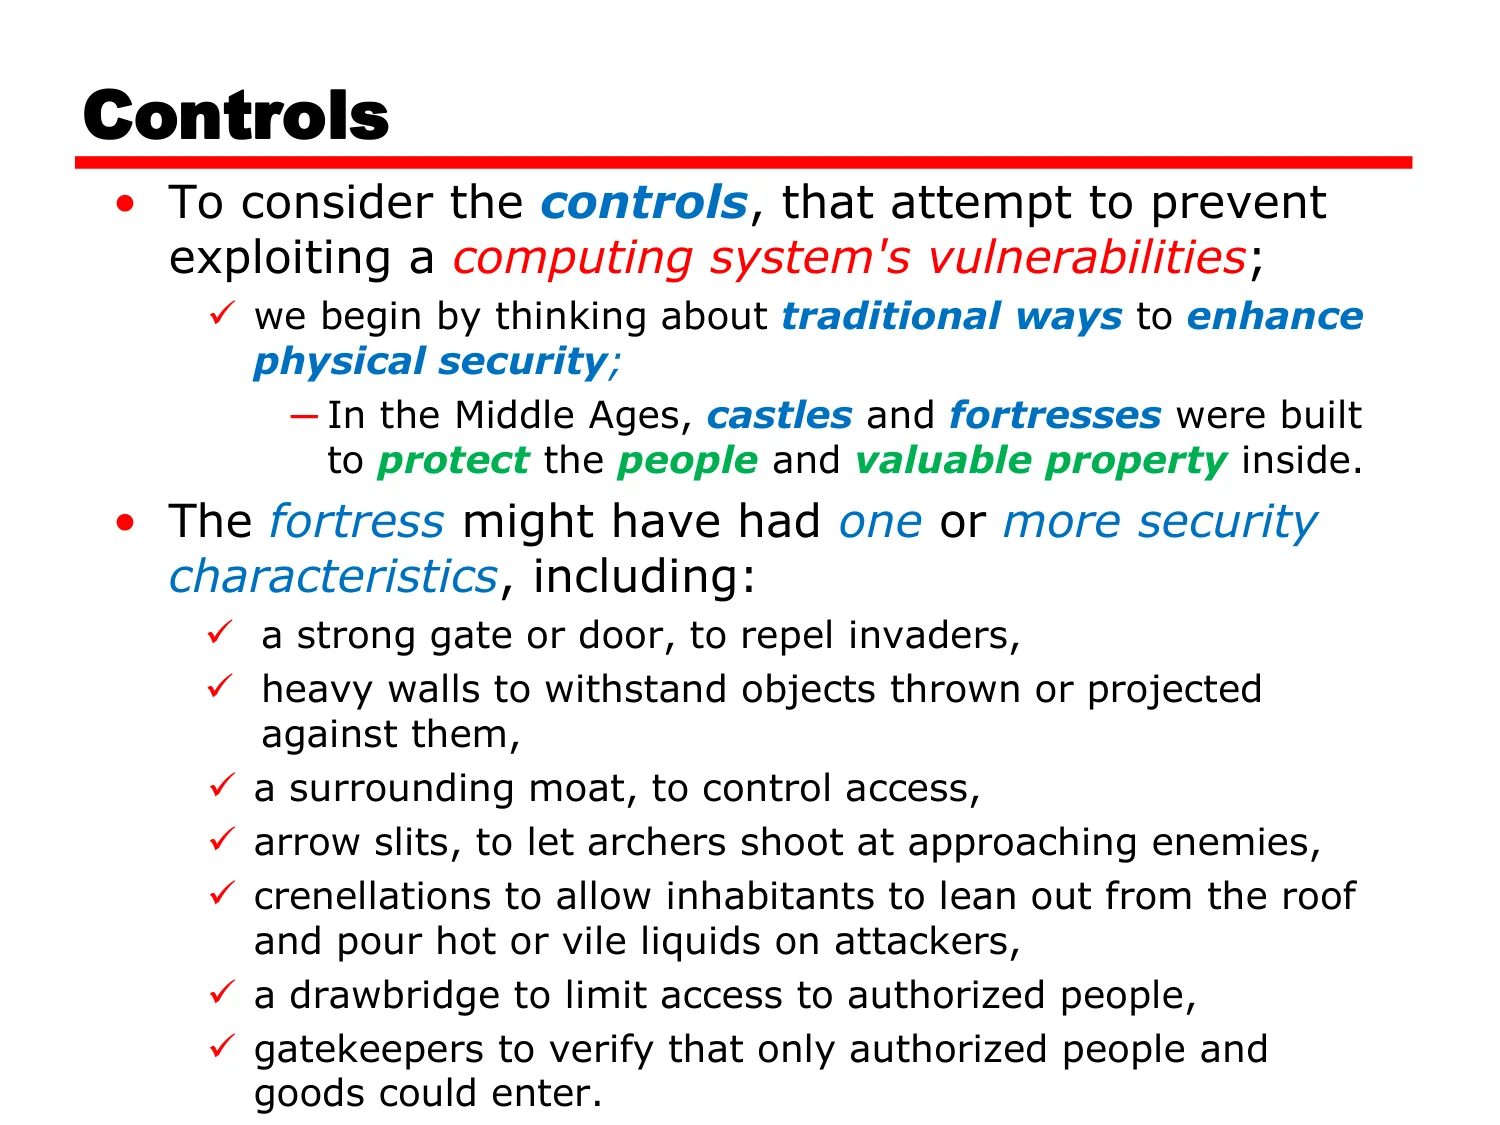 Controls
• To consider the controls, that attempt to prevent
exploiting a computing system's vulnerabilities;
✓ we begin by thinking about traditional ways to enhance
physical security;
– In the Middle Ages, castles and fortresses were built
to protect the people and valuable property inside.
• The fortress might have had one or more security
characteristics, including:
✓ a strong gate or door, to repel invaders,
✓ heavy walls to withstand objects thrown or projected
against them,
✓ a surrounding moat, to control access,
✓ arrow slits, to let archers shoot at approaching enemies,
✓ crenellations to allow inhabitants to lean out from the roof
and pour hot or vile liquids on attackers,
✓ a drawbridge to limit access to authorized people,
✓ gatekeepers to verify that only authorized people and
goods could enter.